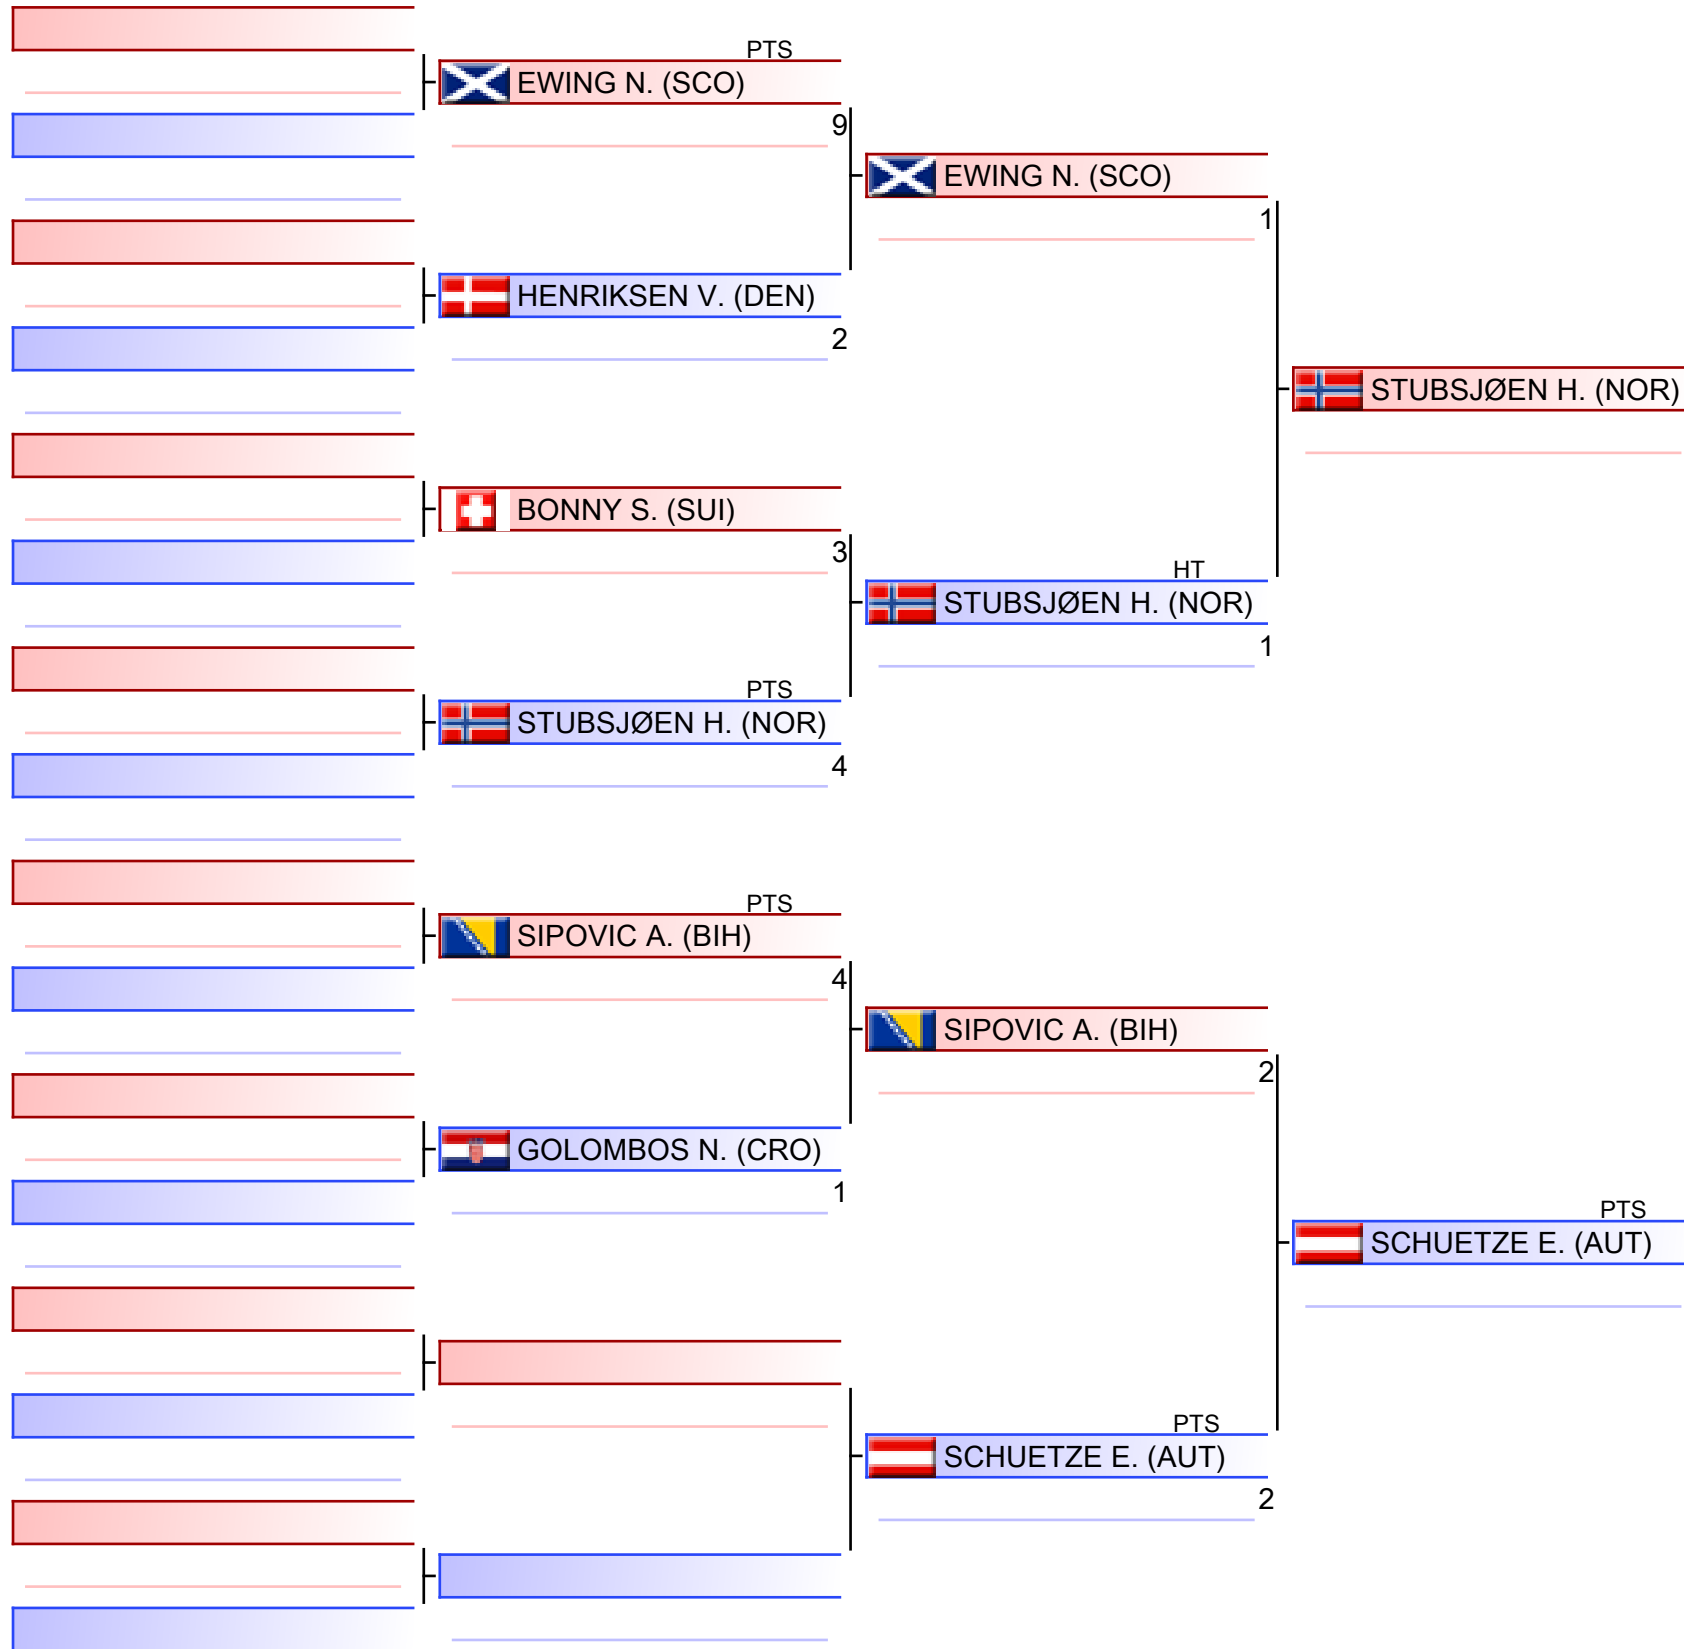 PTS
EWING N. (SCO)
9
HENRIKSEN V. (DEN)
2
BONNY S. (SUI)
3
PTS
STUBSJØEN H. (NOR)
4
PTS
SIPOVIC A. (BIH)
4
GOLOMBOS N. (CRO)
1
EWING N. (SCO)
1
HT
STUBSJØEN H. (NOR)
1
SIPOVIC A. (BIH)
2
PTS
SCHUETZE E. (AUT)
2
STUBSJØEN H. (NOR)
PTS
SCHUETZE E. (AUT)